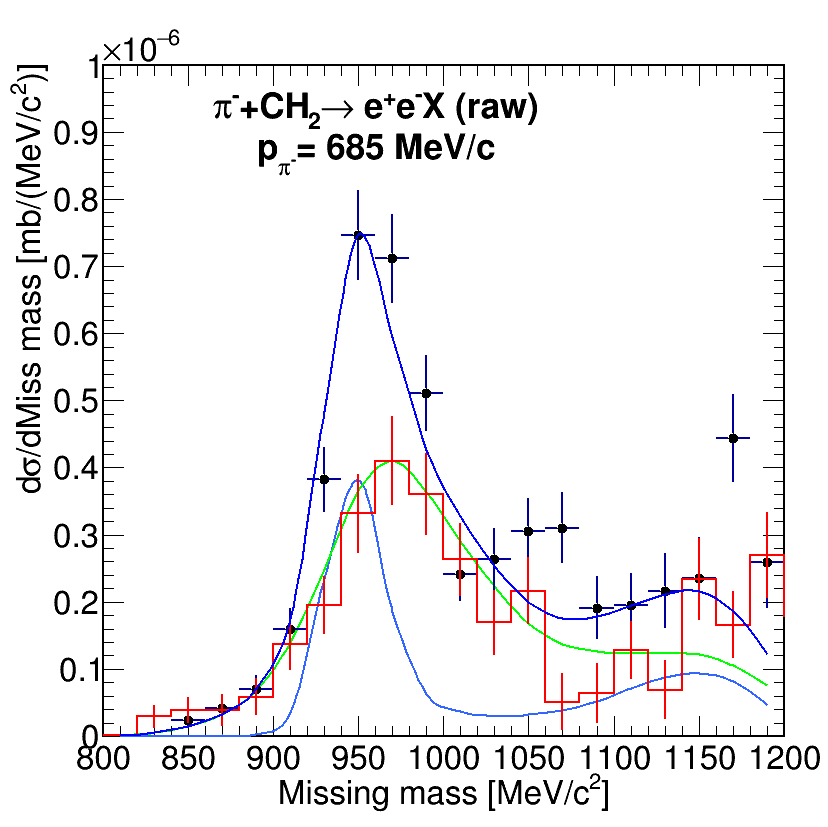 1×10⁻⁶
π⁻+CH₂→ e⁺e⁻X (raw)
p_π⁻= 685 MeV/c
0.9
0.8
0.7
0.6
0.5
0.4
0.3
0.2
0.1
0
dσ/dMiss mass [mb/(MeV/c²)]
800 850 900 950 1000 1050 1100 1150 1200
Missing mass [MeV/c²]